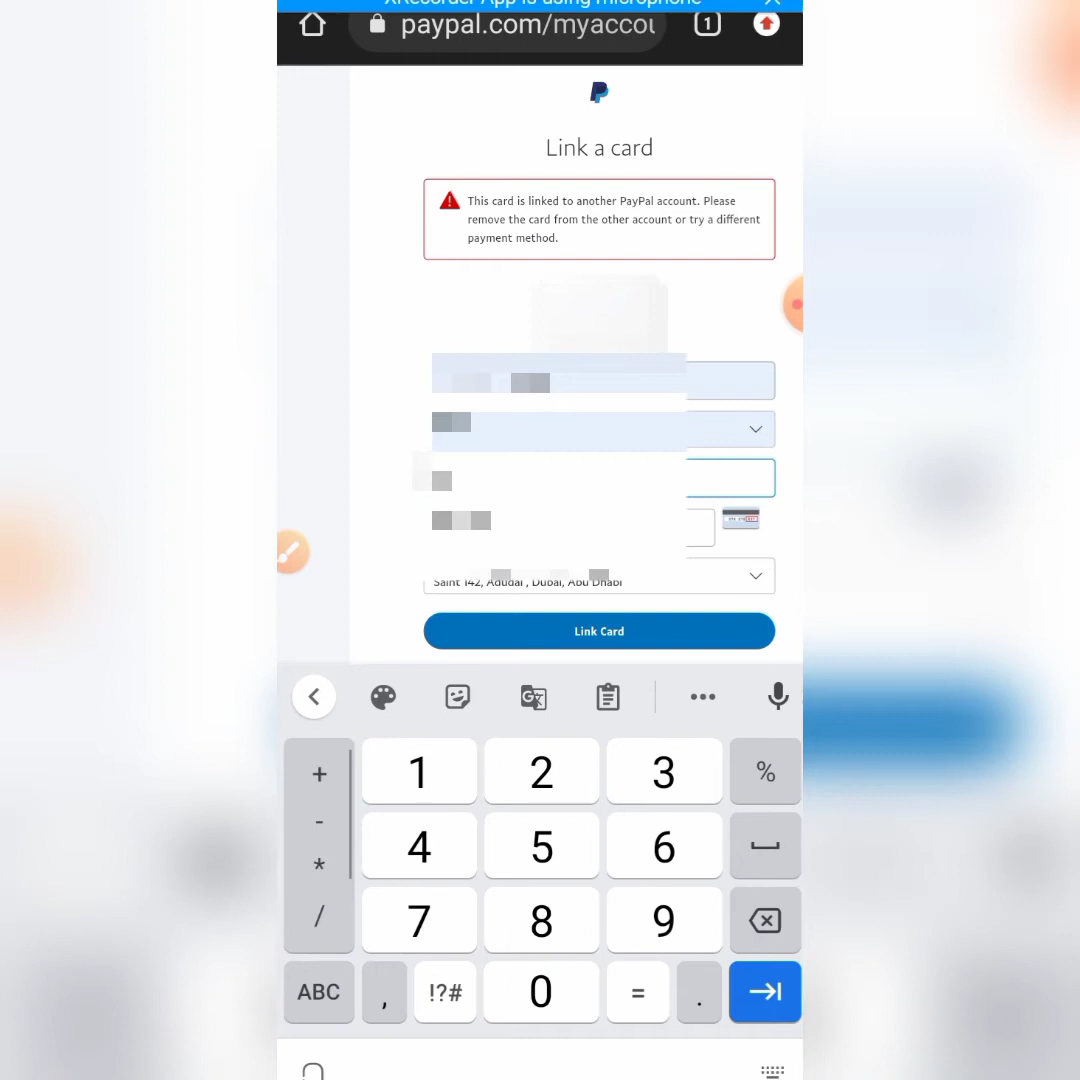 XRecorder App is using microphone
paypal.com/myaccou
1
Link a card
This card is linked to another PayPal account. Please
remove the card from the other account or try a different
payment method.
Saint 142, Adudai , Dubai, Abu Dhabi
Link Card
+ 1 2 3 %
- 4 5 6
* 7 8 9
/
ABC , !?# 0 = .